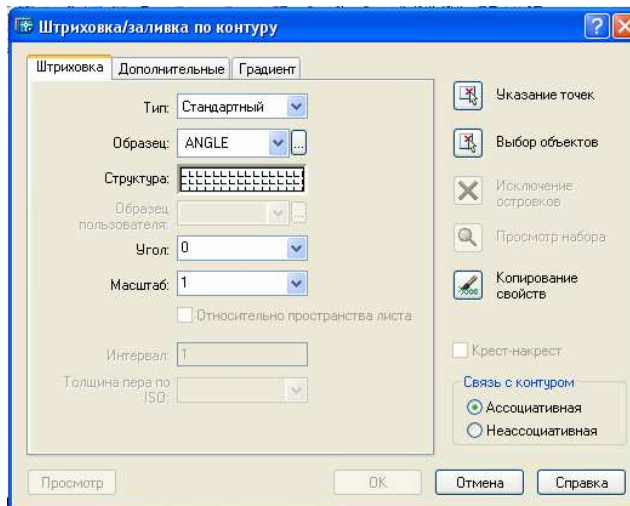 Штриховка/заливка по контуру
Штриховка Дополнительные Градиент
Тип: Стандартный
Образец: ANGLE ...
Структура:
Образец пользователя: ...
Угол: 0
Масштаб: 1
Относительно пространства листа
Интервал: 1
Толщина пера по ISO:
Указание точек
Выбор объектов
Исключение островков
Просмотр набора
Копирование свойств
Крест-накрест
Связь с контуром
Ассоциативная
Неассоциативная
Просмотр OK Отмена Справка